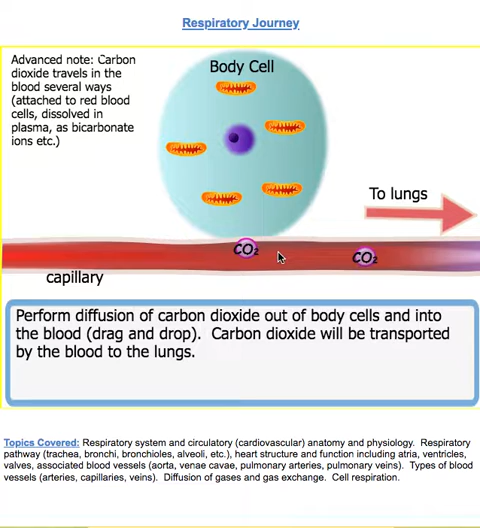 Respiratory Journey
Advanced note: Carbon
dioxide travels in the
blood several ways
(attached to red blood
cells, dissolved in
plasma, as bicarbonate
ions etc.)
Body Cell
To lungs
CO₂
CO₂
capillary
Perform diffusion of carbon dioxide out of body cells and into
the blood (drag and drop). Carbon dioxide will be transported
by the blood to the lungs.
Topics Covered: Respiratory system and circulatory (cardiovascular) anatomy and physiology. Respiratory
pathway (trachea, bronchi, bronchioles, alveoli, etc.), heart structure and function including atria, ventricles,
valves, associated blood vessels (aorta, venae cavae, pulmonary arteries, pulmonary veins). Types of blood
vessels (arteries, capillaries, veins). Diffusion of gases and gas exchange. Cell respiration.